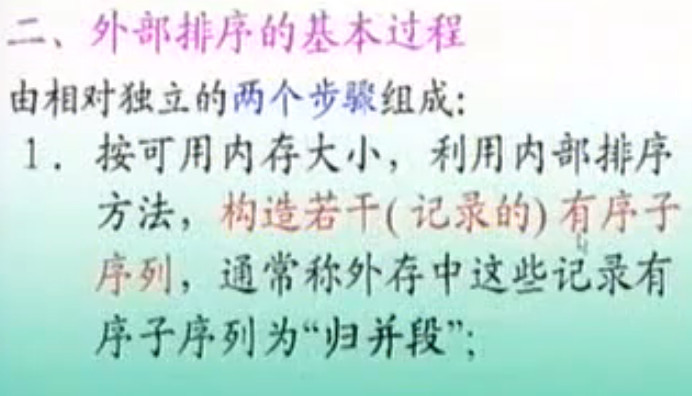 二、外部排序的基本过程
由相对独立的两个步骤组成：
1．按可用内存大小，利用内部排序
方法，构造若干(记录的)有序子
序列，通常称外存中这些记录有
序子序列为“归并段”；